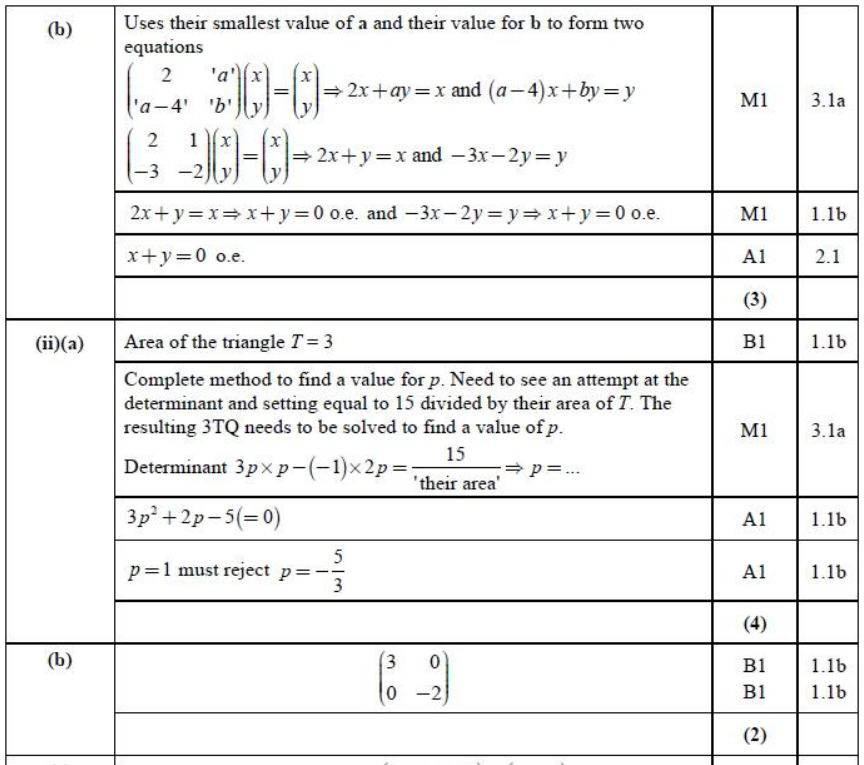 (b)
Uses their smallest value of a and their value for b to form two
equations
( 2 'a' ; 'a−4' 'b' )( x ; y ) = ( x ; y ) ⇒ 2x + ay = x and (a−4)x + by = y
( 2 1 ; −3 −2 )( x ; y ) = ( x ; y ) ⇒ 2x + y = x and −3x − 2y = y
M1 3.1a
2x + y = x ⇒ x + y = 0 o.e. and −3x − 2y = y ⇒ x + y = 0 o.e. M1 1.1b
x + y = 0 o.e. A1 2.1
(3)
(ii)(a) Area of the triangle T = 3 B1 1.1b
Complete method to find a value for p. Need to see an attempt at the
determinant and setting equal to 15 divided by their area of T. The
resulting 3TQ needs to be solved to find a value of p.
Determinant 3p × p − (−1) × 2p = 15 / 'their area' ⇒ p = ...
M1 3.1a
3p² + 2p − 5(= 0) A1 1.1b
p = 1 must reject p = −5/3 A1 1.1b
(4)
(b) ( 3 0 ; 0 −2 )
B1 1.1b
B1 1.1b
(2)